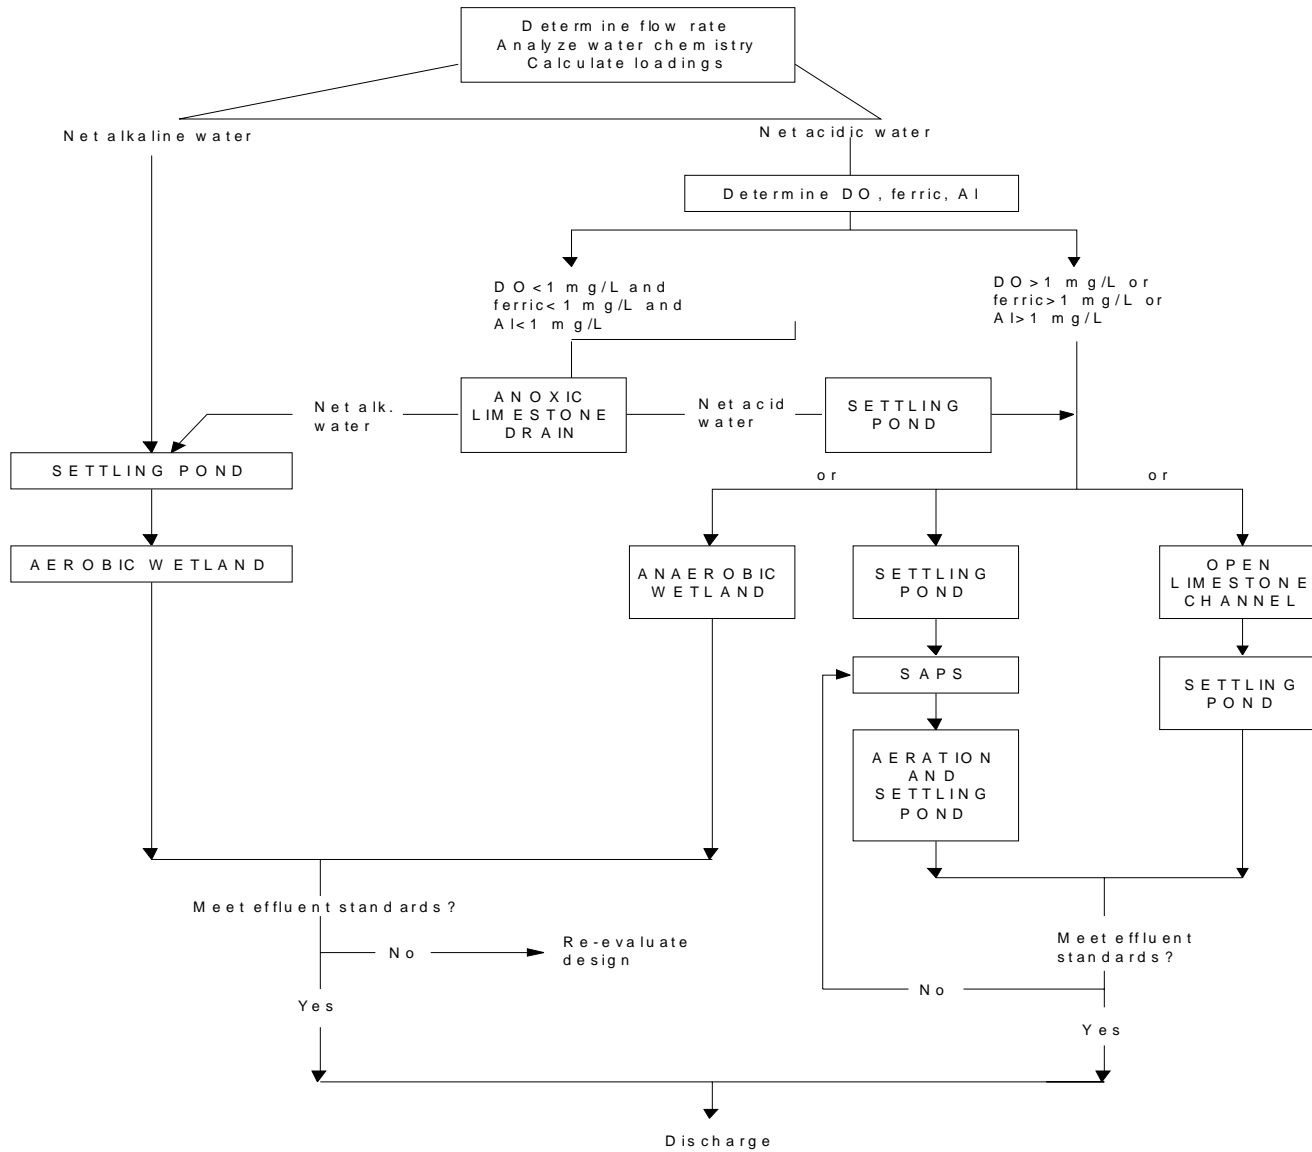 Determine flow rate
Analyze water chemistry
Calculate loadings
Net alkaline water
Net acidic water
Determine DO, ferric, Al
DO<1 mg/L and
ferric<1 mg/L and
Al<1 mg/L
DO>1 mg/L or
ferric>1 mg/L or
Al>1 mg/L
Net alk.
water
ANOXIC
LIMESTONE
DRAIN
Net acid
water
SETTLING
POND
SETTLING POND
or
or
AEROBIC WETLAND
ANAEROBIC
WETLAND
SETTLING
POND
OPEN
LIMESTONE
CHANNEL
SAPS
SETTLING
POND
AERATION
AND
SETTLING
POND
Meet effluent standards?
No
Re-evaluate
design
Meet effluent
standards?
No
Yes
Yes
Discharge